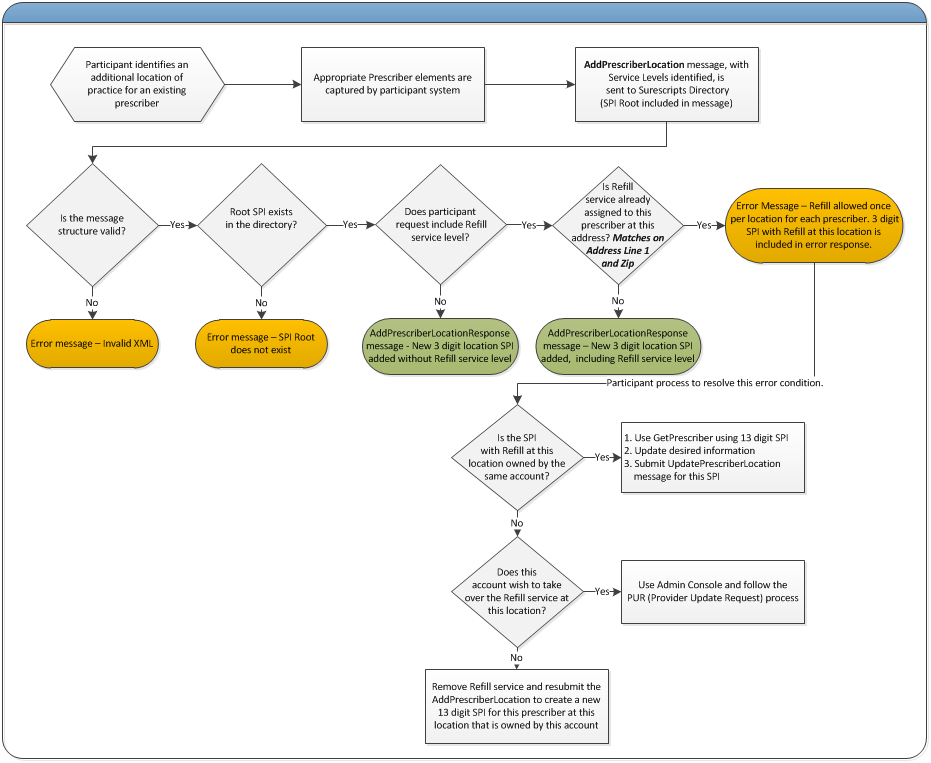 Participant identifies an
additional location of
practice for an existing
prescriber
Appropriate Prescriber elements are
captured by participant system
AddPrescriberLocation message, with
Service Levels identified, is
sent to Surescripts Directory
(SPI Root included in message)
Is the message
structure valid?
Yes
Root SPI exists
in the directory?
Yes
Does participant
request include Refill
service level?
Yes
Is Refill
service already
assigned to this
prescriber at this
address? Matches on
Address Line 1
and Zip
Yes
Error Message – Refill allowed once
per location for each prescriber. 3 digit
SPI with Refill at this location is
included in error response.
No
No
No
No
Error message – Invalid XML
Error message – SPI Root
does not exist
AddPrescriberLocationResponse
message - New 3 digit location SPI
added without Refill service level
AddPrescriberLocationResponse
message – New 3 digit location SPI
added,  including Refill service level
Participant process to resolve this error condition.
Is the SPI
with Refill at this
location owned by the
same account?
Yes
1. Use GetPrescriber using 13 digit SPI
2. Update desired information
3. Submit UpdatePrescriberLocation
message for this SPI
No
Does this
account wish to take
over the Refill service at
this location?
Yes
Use Admin Console and follow the
PUR (Provider Update Request) process
No
Remove Refill service and resubmit the
AddPrescriberLocation to create a new
13 digit SPI for this prescriber at this
location that is owned by this account